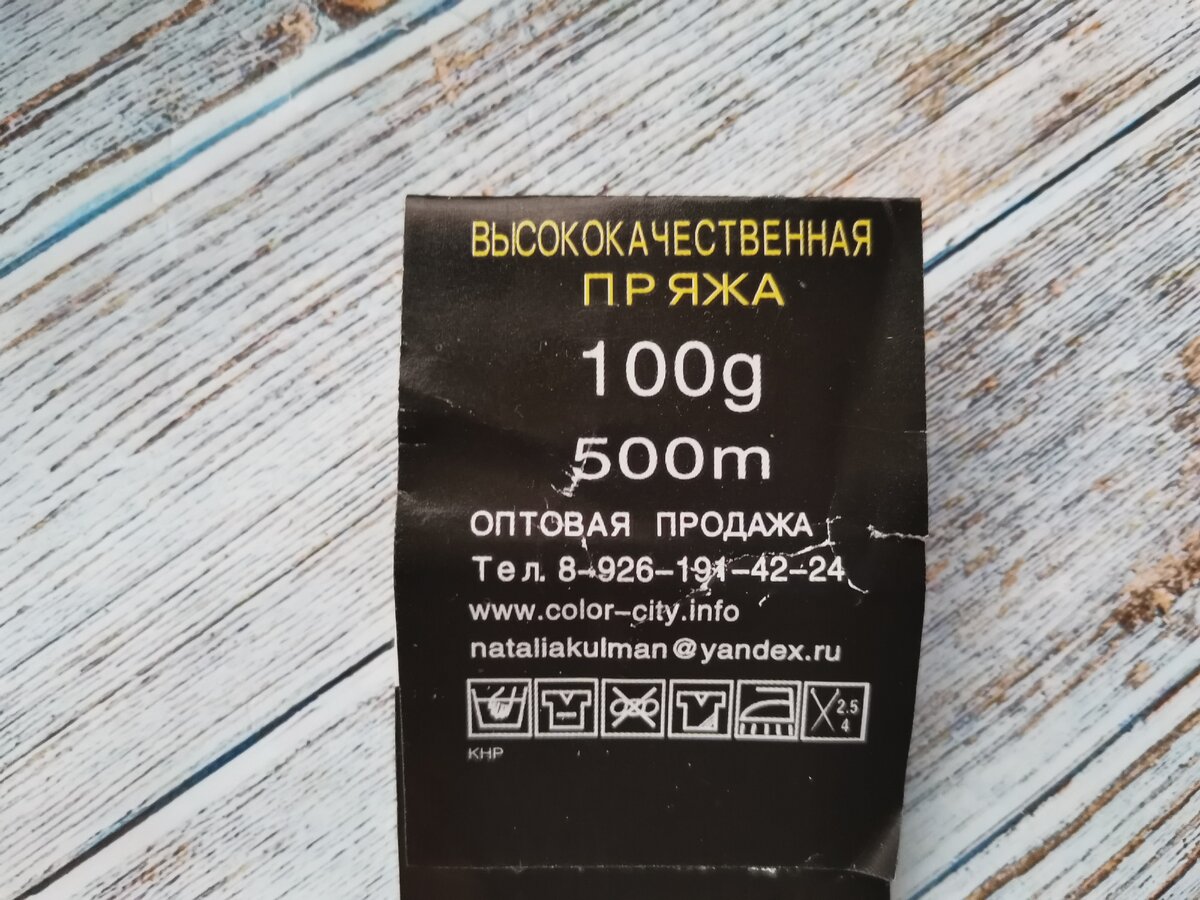 ВЫСОКОКАЧЕСТВЕННАЯ
ПРЯЖА
100g
500m
ОПТОВАЯ ПРОДАЖА
Тел. 8-926-191-42-24
www.color-city.info
nataliakulman@yandex.ru
2.5
4
КНР